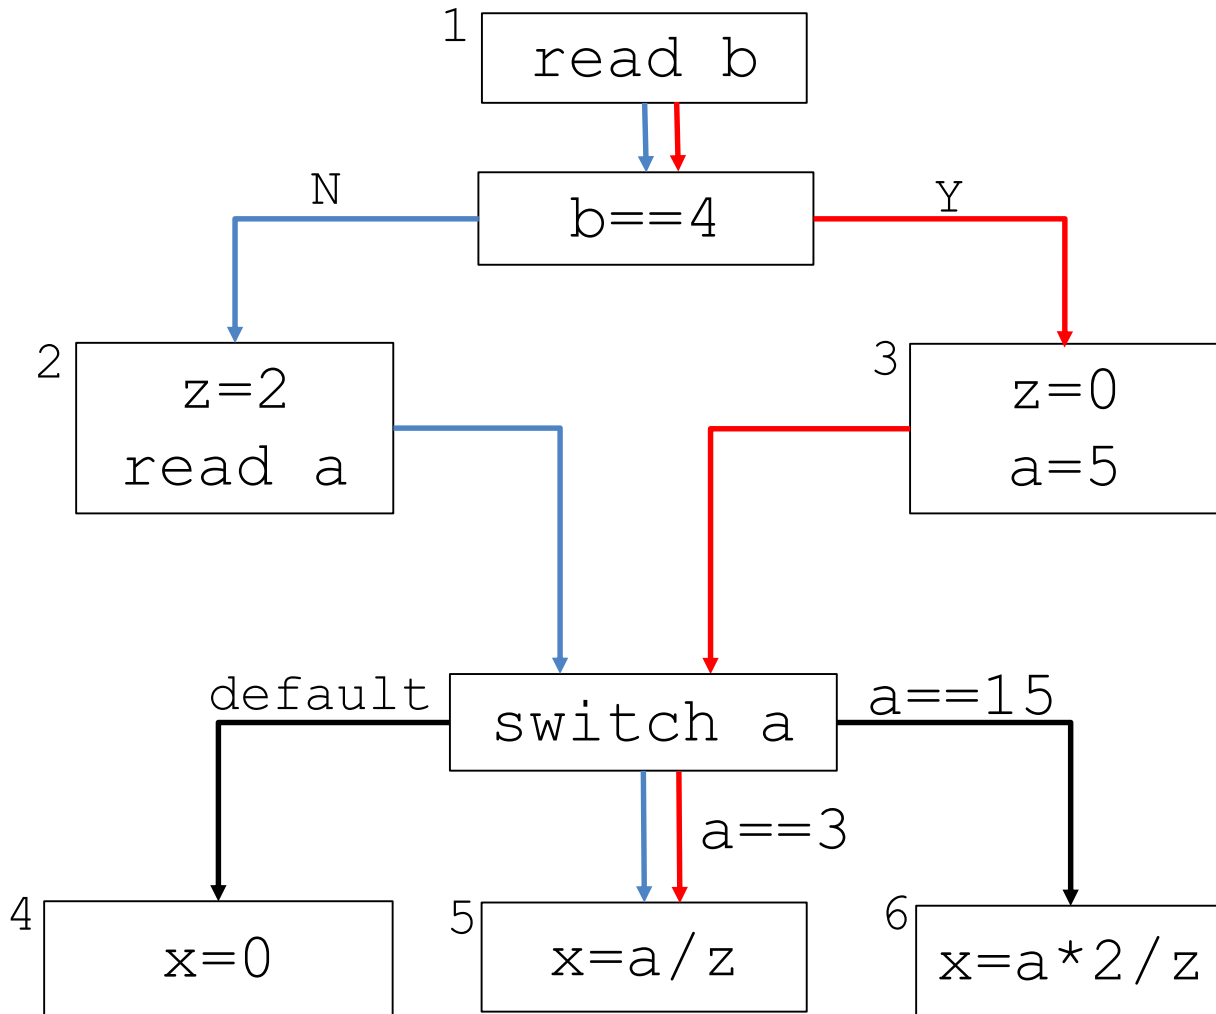 1
read b
N
b==4
Y
2
z=2
read a
3
z=0
a=5
default
switch a
a==15
a==3
4
x=0
5
x=a/z
6
x=a*2/z